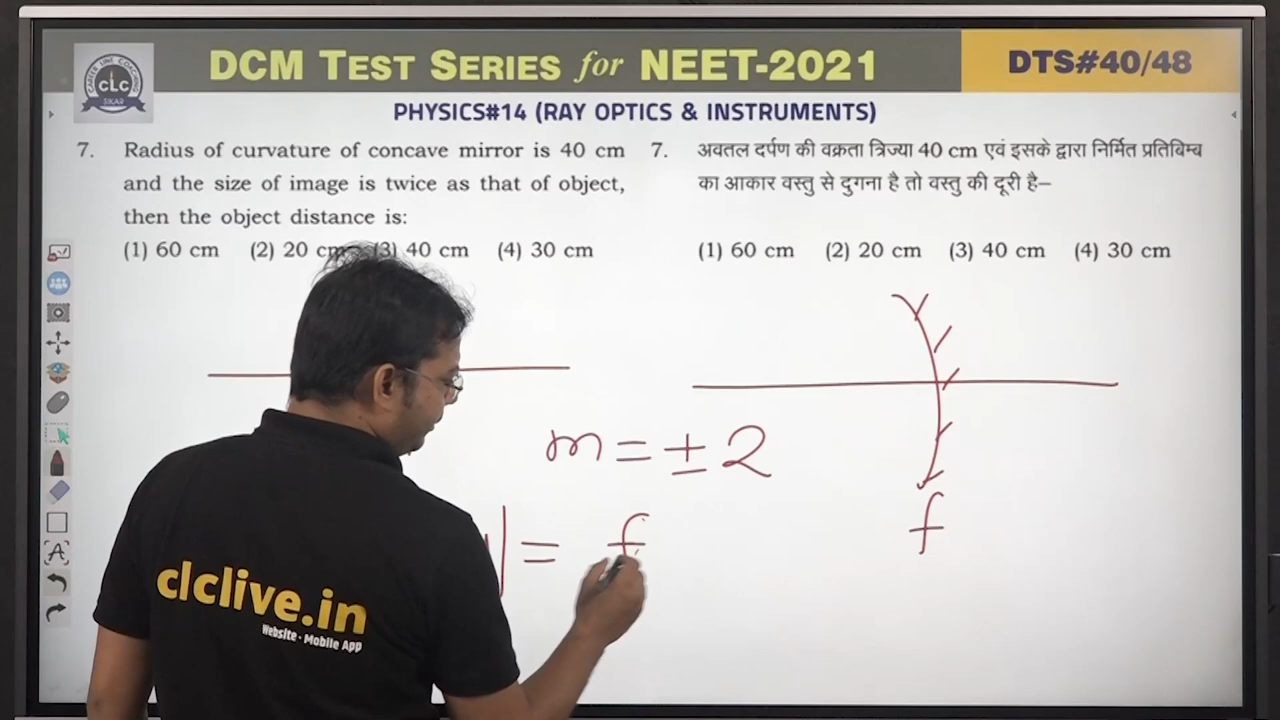 DCM TEST SERIES for NEET-2021
DTS#40/48
CAREER LINE COACHING
CLC
SIKAR
PHYSICS#14 (RAY OPTICS & INSTRUMENTS)
7. Radius of curvature of concave mirror is 40 cm
and the size of image is twice as that of object,
then the object distance is:
(1) 60 cm (2) 20 cm (3) 40 cm (4) 30 cm
7. अवतल दर्पण की वक्रता त्रिज्या 40 cm एवं इसके द्वारा निर्मित प्रतिबिम्ब
का आकार वस्तु से दुगना है तो वस्तु की दूरी है–
(1) 60 cm (2) 20 cm (3) 40 cm (4) 30 cm
m = ± 2
= f
f
A
clclive.in
Website · Mobile App